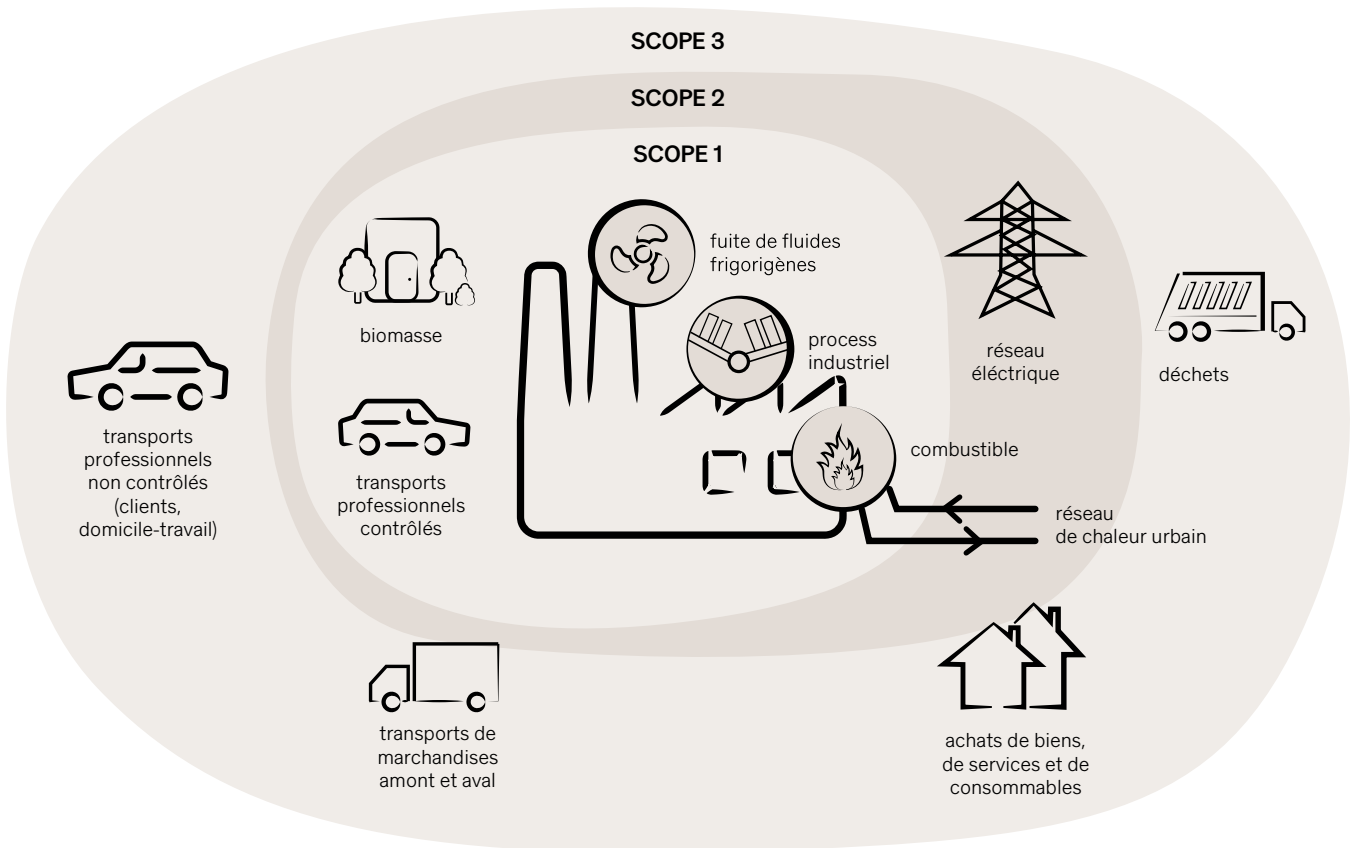 SCOPE 3
SCOPE 2
SCOPE 1
fuite de fluides
frigorigènes
biomasse
process
industriel
réseau
éléctrique
déchets
transports
professionnels
non contrôlés
(clients,
domicile-travail)
transports
professionnels
contrôlés
combustible
réseau
de chaleur urbain
transports de
marchandises
amont et aval
achats de biens,
de services et de
consommables